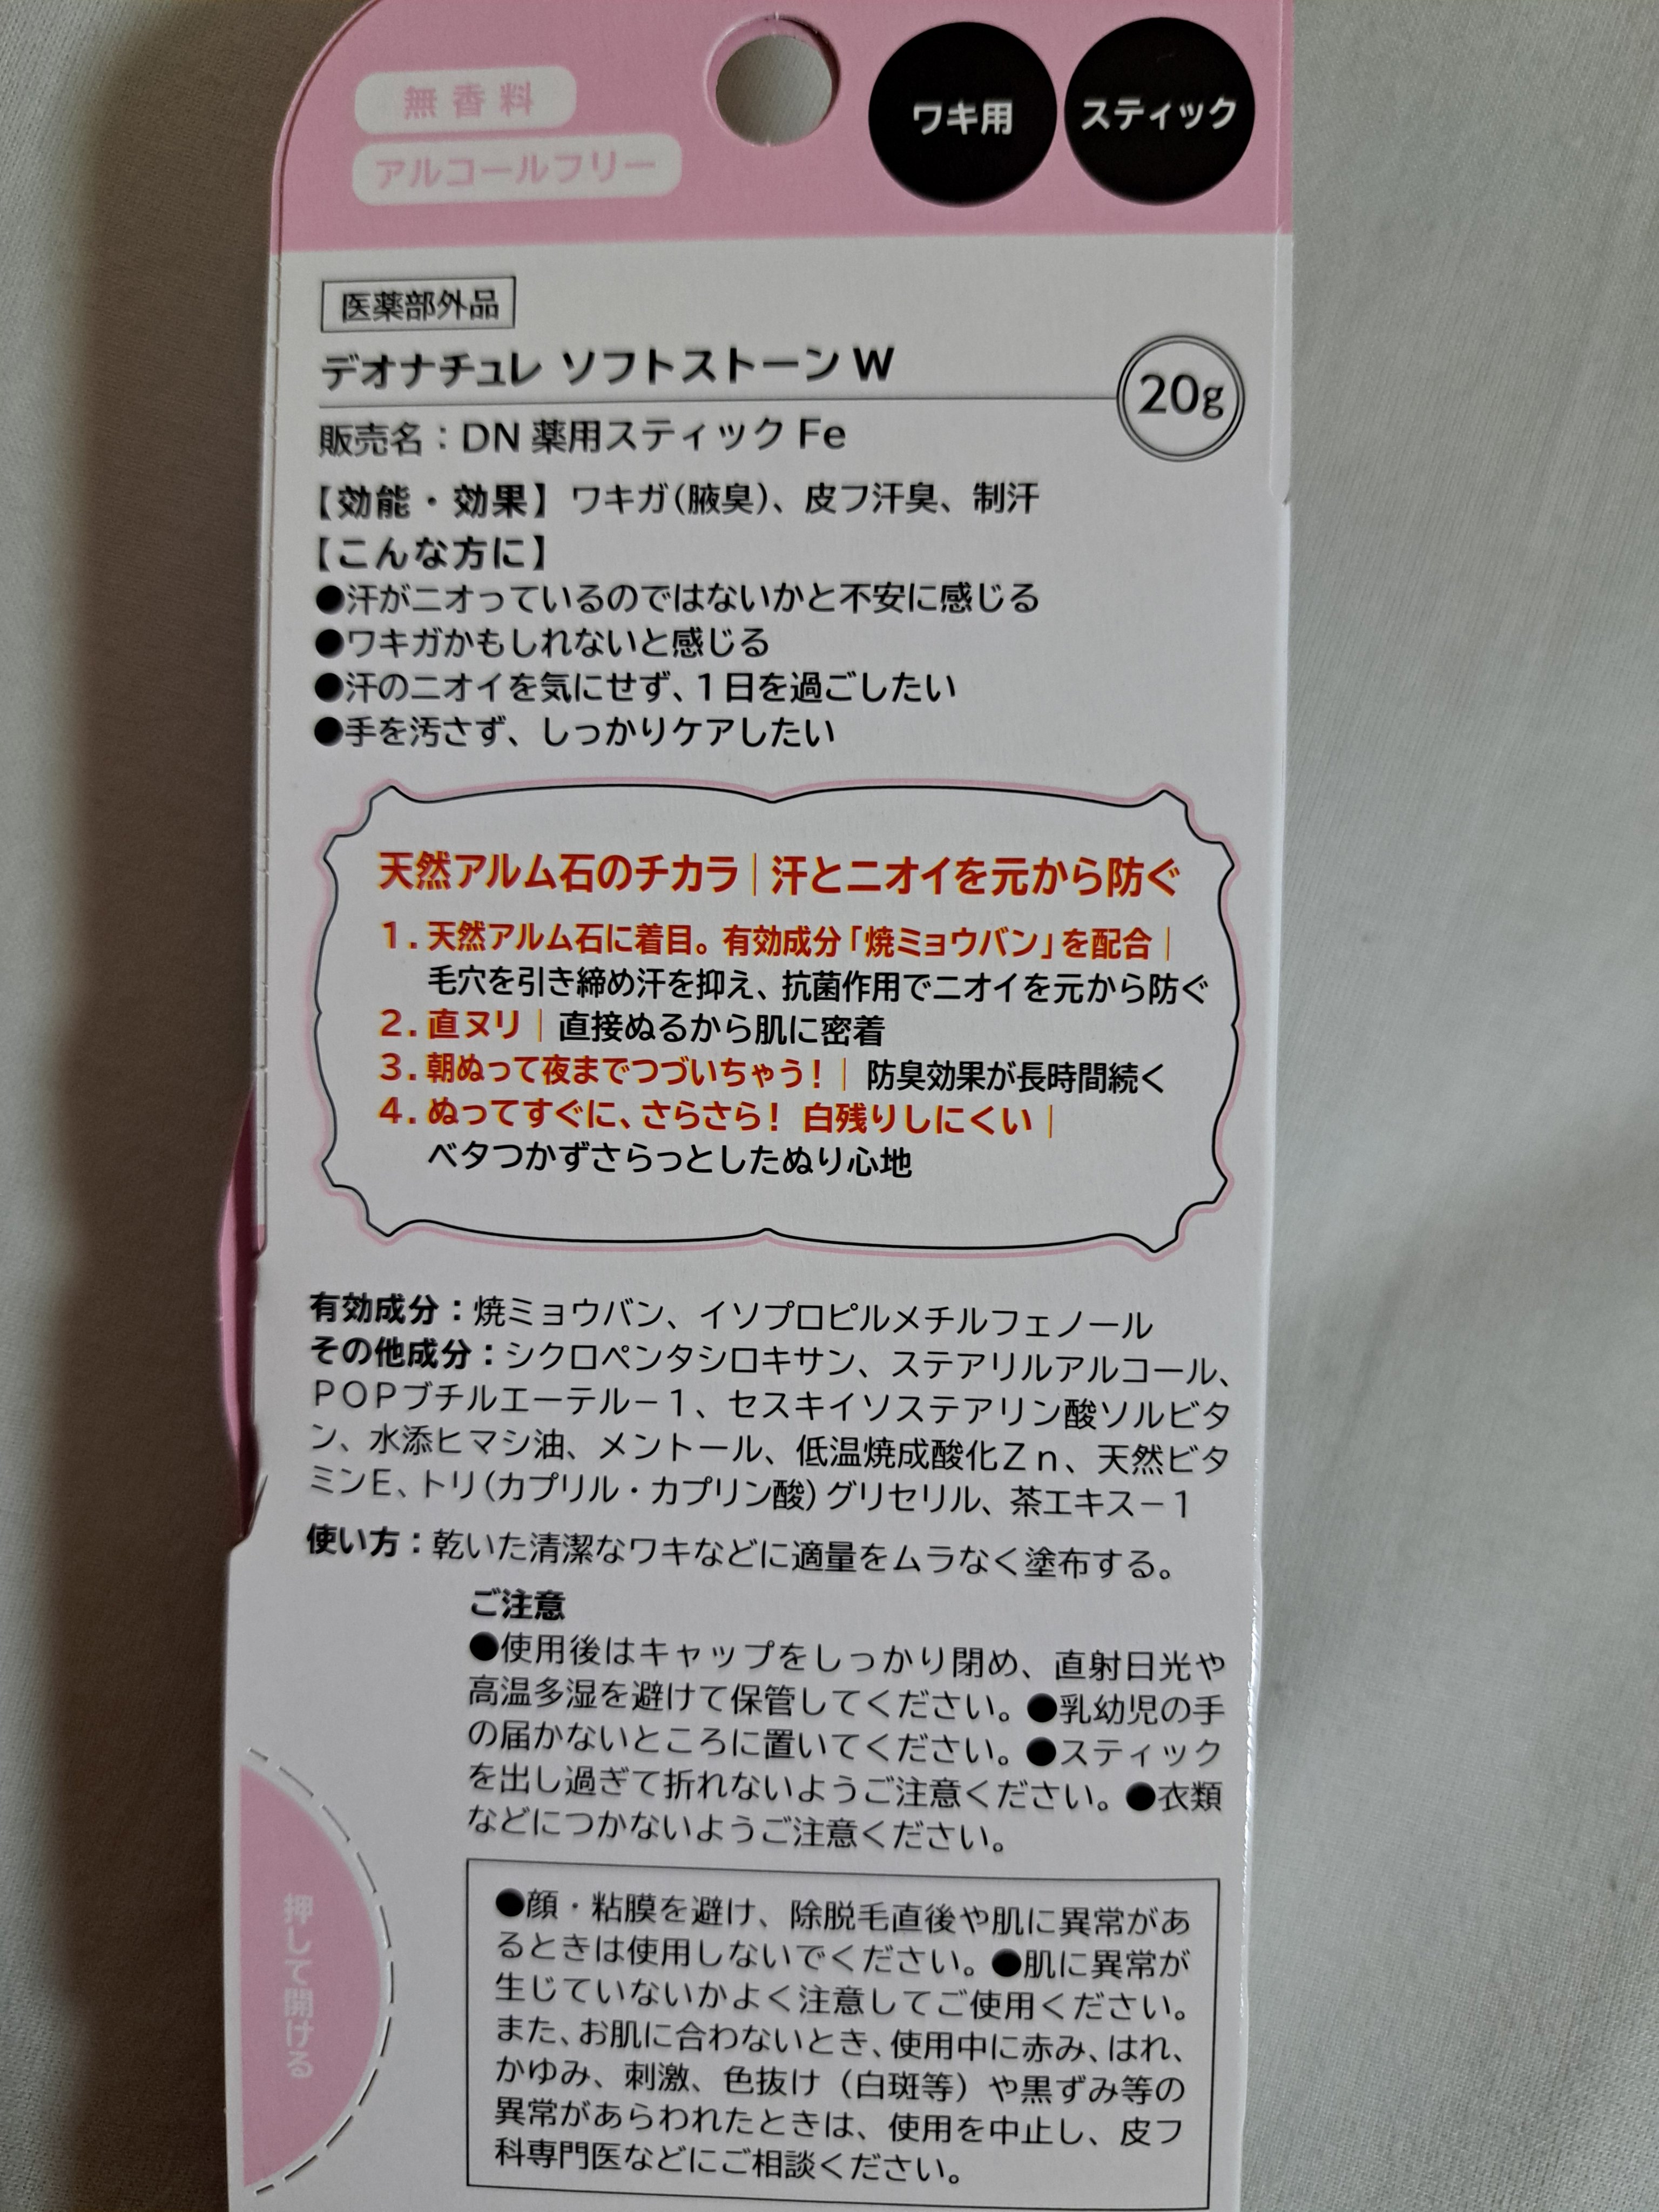 無香料
アルコールフリー
ワキ用
スティック
医薬部外品
デオナチュレ ソフトストーン W
20g
販売名：DN 薬用スティック Fe
【効能・効果】ワキガ(腋臭)、皮フ汗臭、制汗
【こんな方に】
●汗がニオっているのではないかと不安に感じる
●ワキガかもしれないと感じる
●汗のニオイを気にせず、1日を過ごしたい
●手を汚さず、しっかりケアしたい
天然アルム石のチカラ｜汗とニオイを元から防ぐ
1. 天然アルム石に着目。有効成分「焼ミョウバン」を配合｜
毛穴を引き締め汗を抑え、抗菌作用でニオイを元から防ぐ
2. 直ヌリ｜直接ぬるから肌に密着
3. 朝ぬって夜までつづいちゃう！｜防臭効果が長時間続く
4. ぬってすぐに、さらさら！ 白残りしにくい｜
ベタつかずさらっとしたぬり心地
有効成分：焼ミョウバン、イソプロピルメチルフェノール
その他成分：シクロペンタシロキサン、ステアリルアルコール、
ＰＯＰブチルエーテル－１、セスキイソステアリン酸ソルビタ
ン、水添ヒマシ油、メントール、低温焼成酸化Ｚｎ、天然ビタ
ミンＥ、トリ(カプリル・カプリン酸)グリセリル、茶エキス－１
使い方：乾いた清潔なワキなどに適量をムラなく塗布する。
ご注意
●使用後はキャップをしっかり閉め、直射日光や
高温多湿を避けて保管してください。●乳幼児の手
の届かないところに置いてください。●スティック
を出し過ぎて折れないようご注意ください。●衣類
などにつかないようご注意ください。
●顔・粘膜を避け、除脱毛直後や肌に異常があ
るときは使用しないでください。●肌に異常が
生じていないかよく注意してご使用ください。
また、お肌に合わないとき、使用中に赤み、はれ、
かゆみ、刺激、色抜け（白斑等）や黒ずみ等の
異常があらわれたときは、使用を中止し、皮フ
科専門医などにご相談ください。
押して開ける